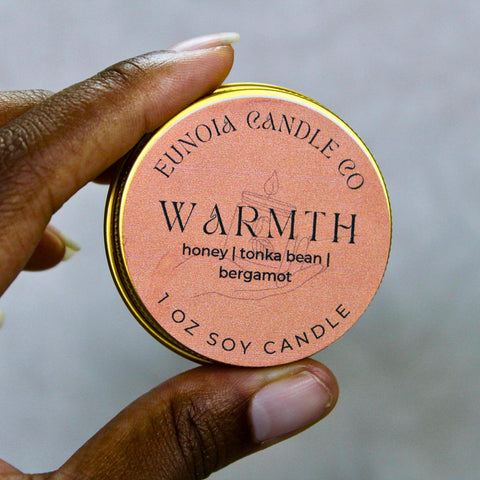 EUNOIA CANDLE CO
WARMTH
honey | tonka bean |
bergamot
1 OZ SOY CANDLE